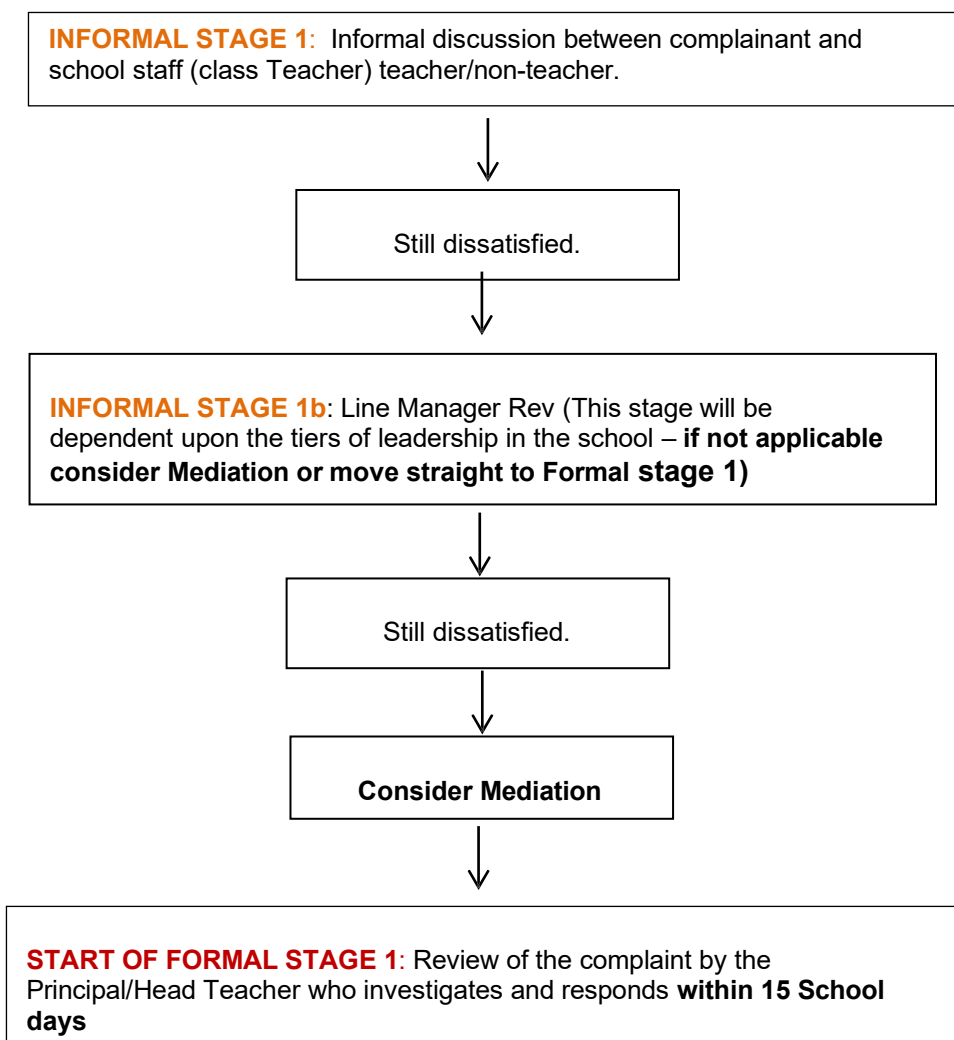 INFORMAL STAGE 1: Informal discussion between complainant and
school staff (class Teacher) teacher/non-teacher.
Still dissatisfied.
INFORMAL STAGE 1b: Line Manager Rev (This stage will be
dependent upon the tiers of leadership in the school – if not applicable
consider Mediation or move straight to Formal stage 1)
Still dissatisfied.
Consider Mediation
START OF FORMAL STAGE 1: Review of the complaint by the
Principal/Head Teacher who investigates and responds within 15 School
days